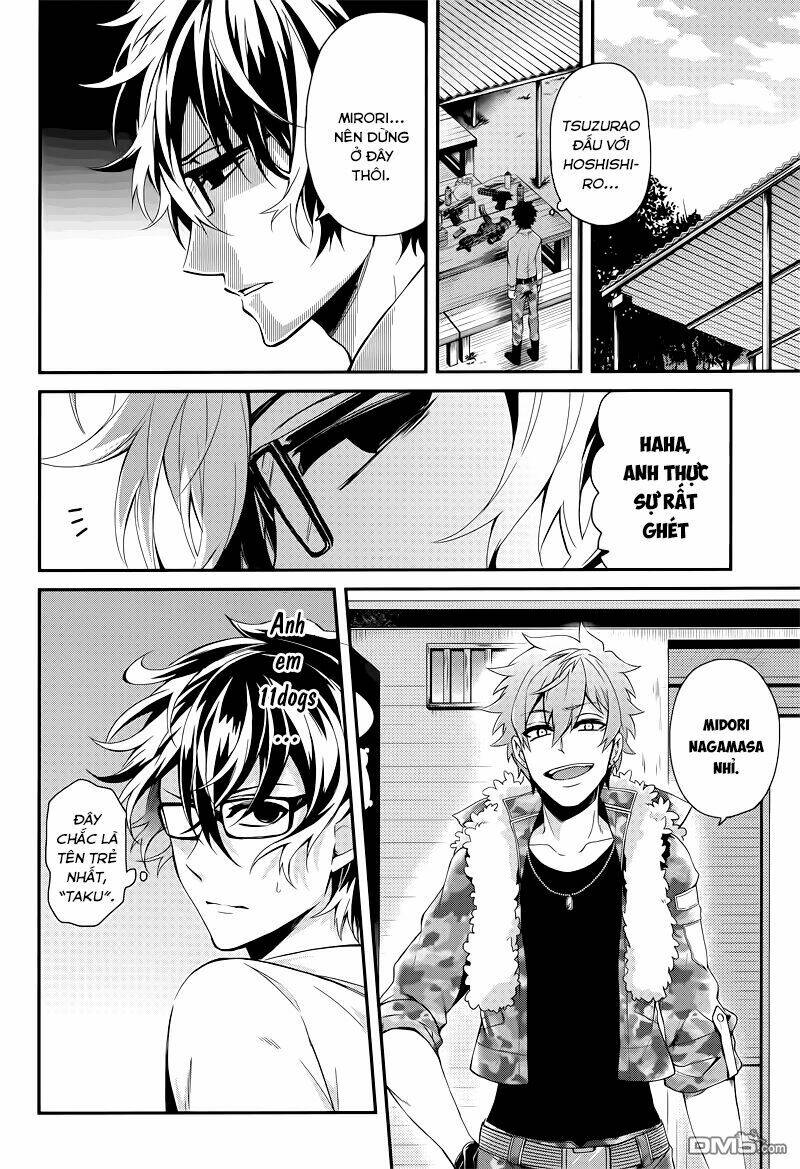 TSUZURAO
ĐẤU VỚI
HOSHISHI-
RO...
MIRORI...
NÊN DỪNG
Ở ĐÂY
THÔI.
HAHA,
ANH THỰC
SỰ RẤT
GHÉT
MIDORI
NAGAMASA
NHỈ.
Anh
em
11dogs
...
ĐÂY
CHẮC LÀ
TÊN TRẺ
NHẤT,
"TAKU".
DM5.com